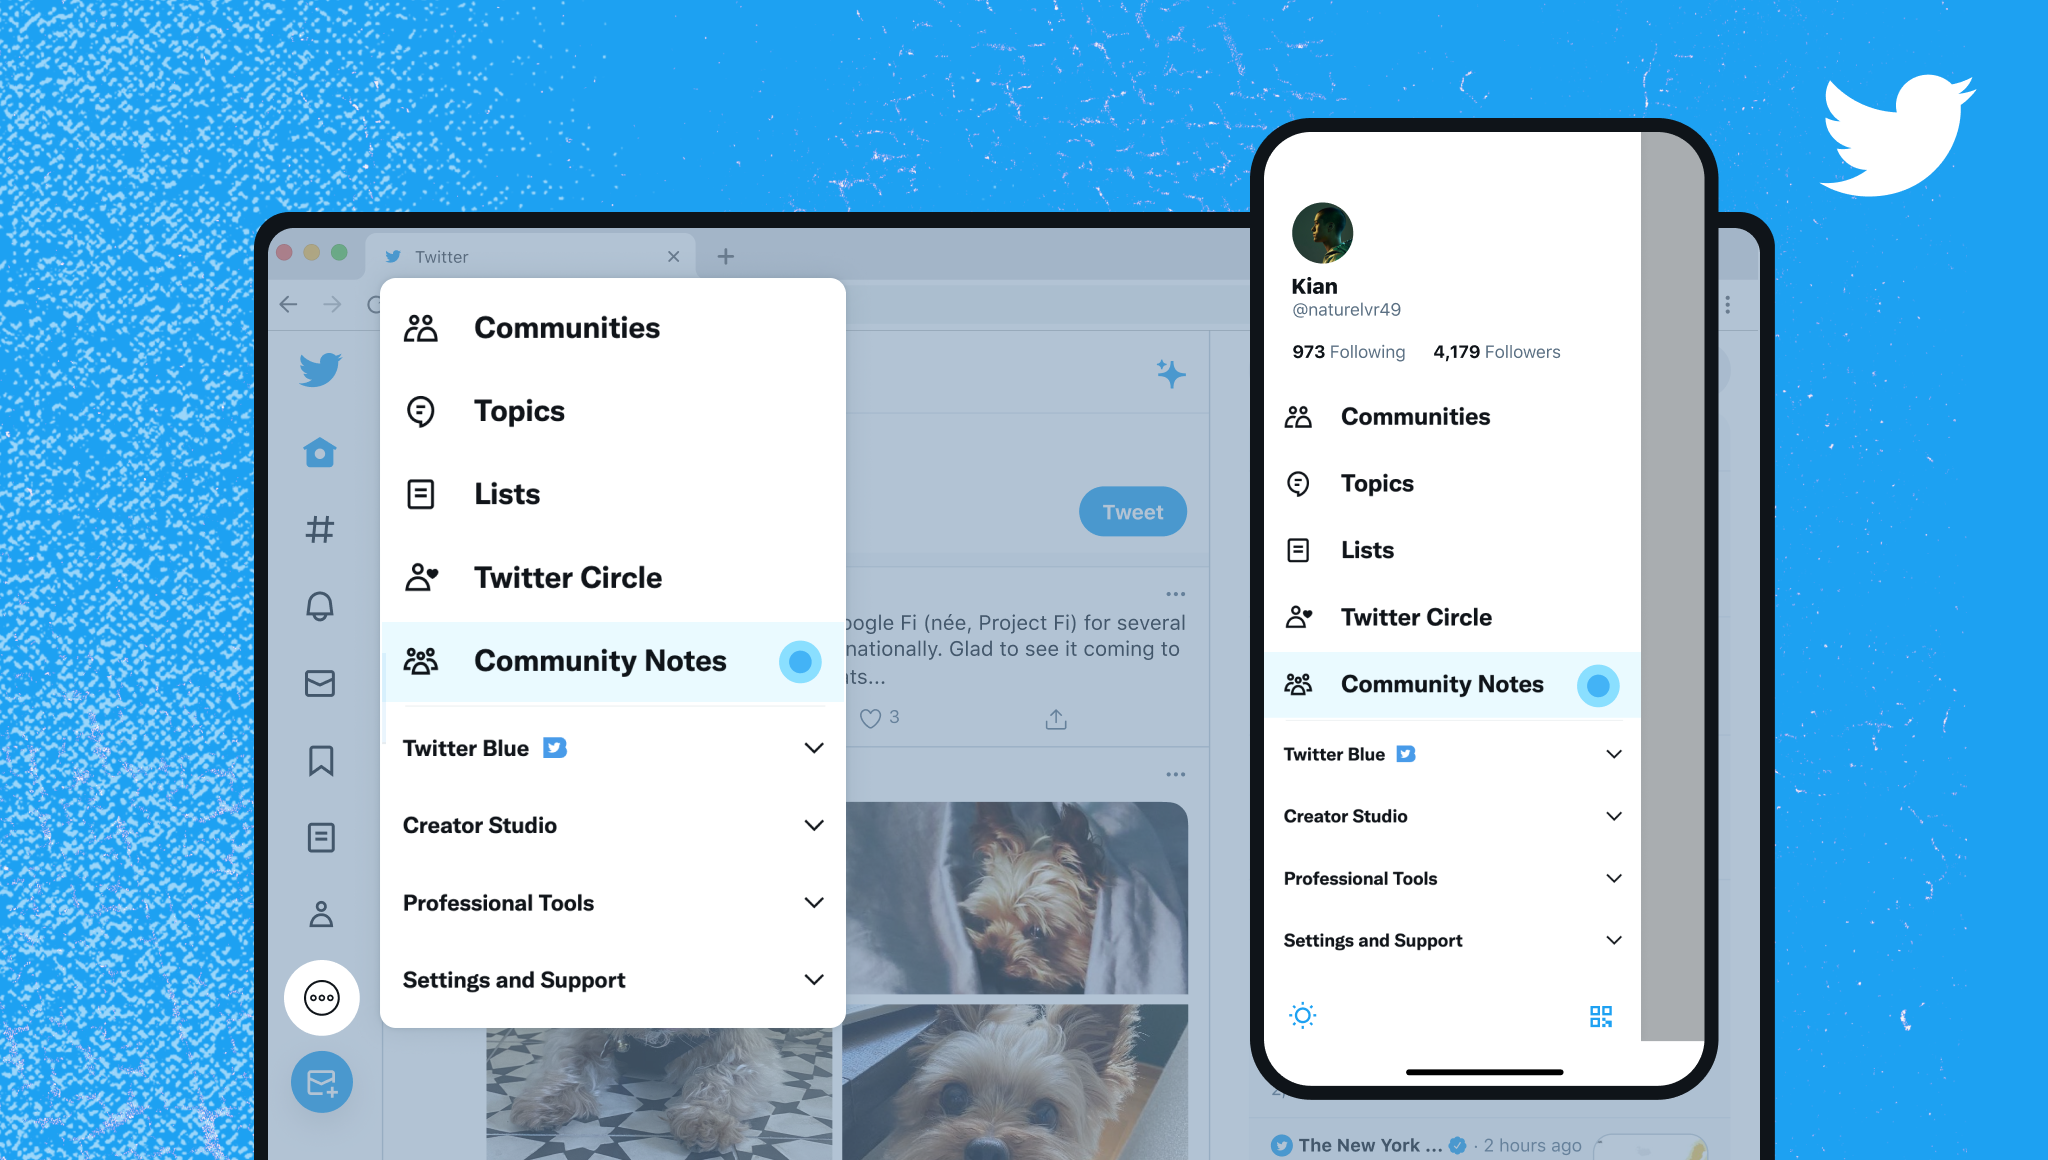 Twitter
Communities
Topics
Lists
Twitter Circle
Community Notes
Twitter Blue
Creator Studio
Professional Tools
Settings and Support
Tweet
Fi (née, Project Fi) for several
Glad to see it coming to
3
Kian
@naturelvr49
973 Following 4,179 Followers
Communities
Topics
Lists
Twitter Circle
Community Notes
Twitter Blue
Creator Studio
Professional Tools
Settings and Support
The New York ... · 2 hours ago